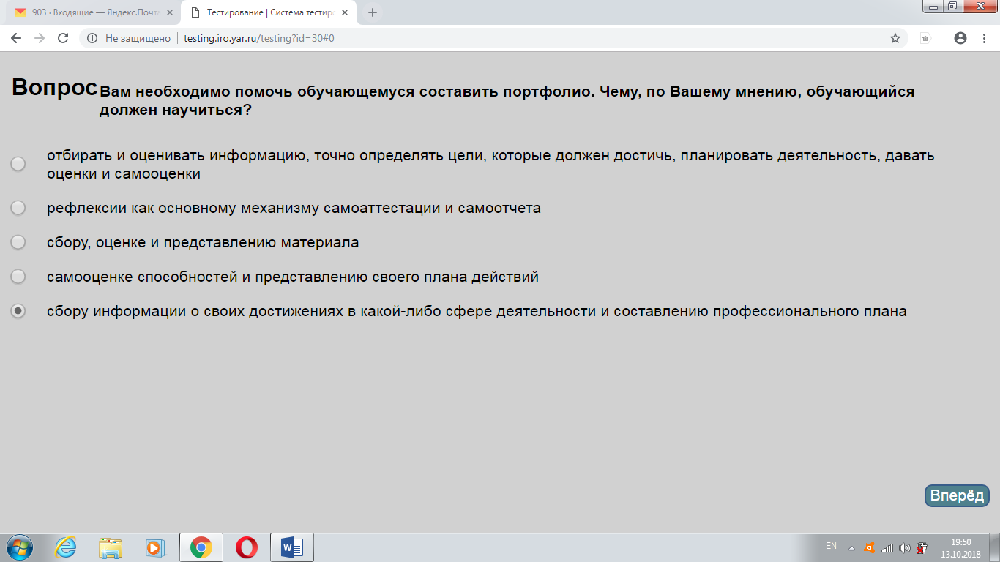 903 · Входящие — Яндекс.Почта
Тестирование | Система тестиро
Не защищено
testing.iro.yar.ru/testing?id=30#0
Вопрос
Вам необходимо помочь обучающемуся составить портфолио. Чему, по Вашему мнению, обучающийся
должен научиться?
отбирать и оценивать информацию, точно определять цели, которые должен достичь, планировать деятельность, давать
оценки и самооценки
рефлексии как основному механизму самоаттестации и самоотчета
сбору, оценке и представлению материала
самооценке способностей и представлению своего плана действий
сбору информации о своих достижениях в какой-либо сфере деятельности и составлению профессионального плана
Вперёд
EN
19:50
13.10.2018